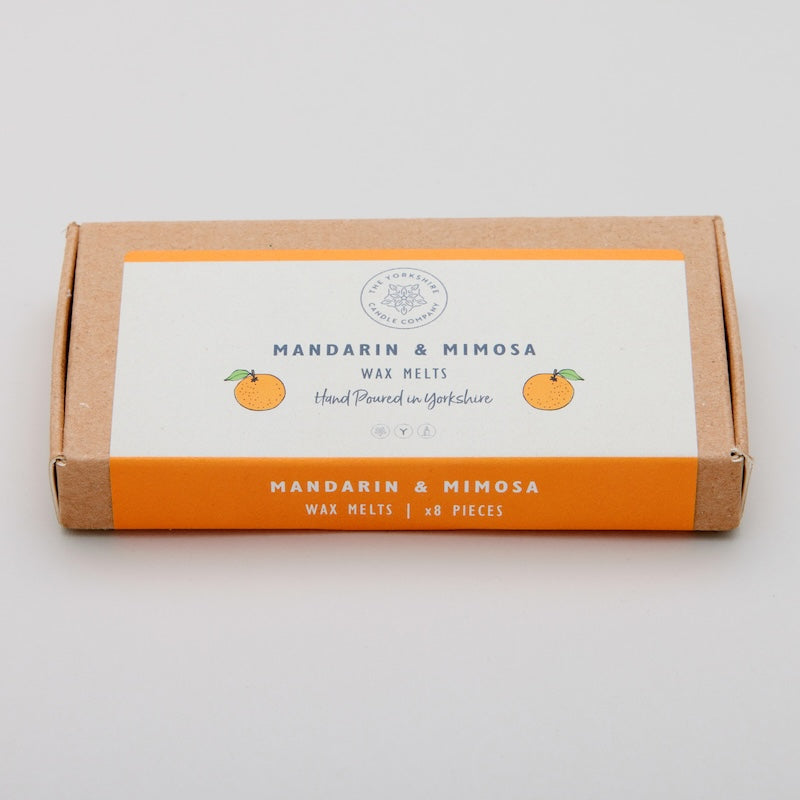 THE YORKSHIRE
CANDLE COMPANY
MANDARIN & MIMOSA
WAX MELTS
Hand Poured in Yorkshire
Y
MANDARIN & MIMOSA
WAX MELTS | x8 PIECES